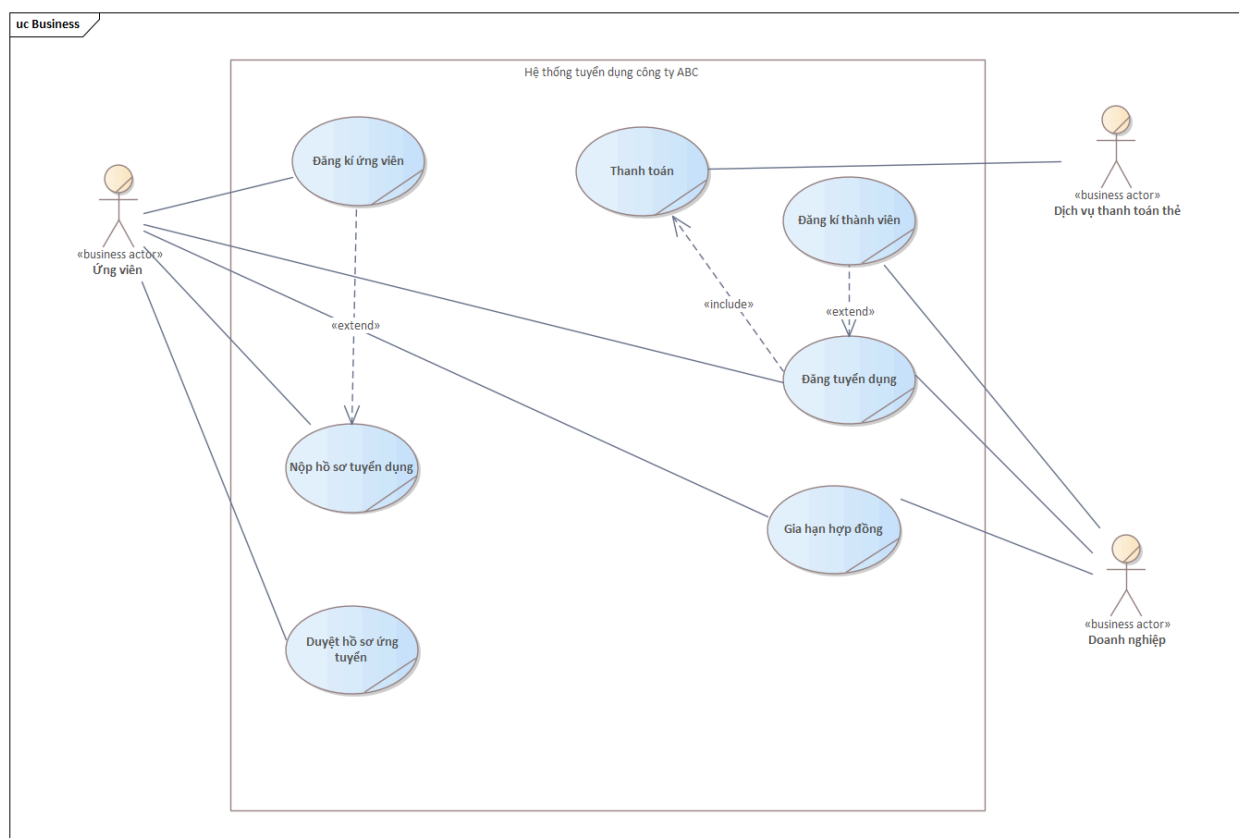 uc Business
Hệ thống tuyển dụng công ty ABC
Đăng kí ứng viên
Thanh toán
«business actor»
Dịch vụ thanh toán thẻ
Đăng kí thành viên
«business actor»
Ứng viên
«include»
«extend»
«extend»
Đăng tuyển dụng
Nộp hồ sơ tuyển dụng
Gia hạn hợp đồng
«business actor»
Doanh nghiệp
Duyệt hồ sơ ứng
tuyển